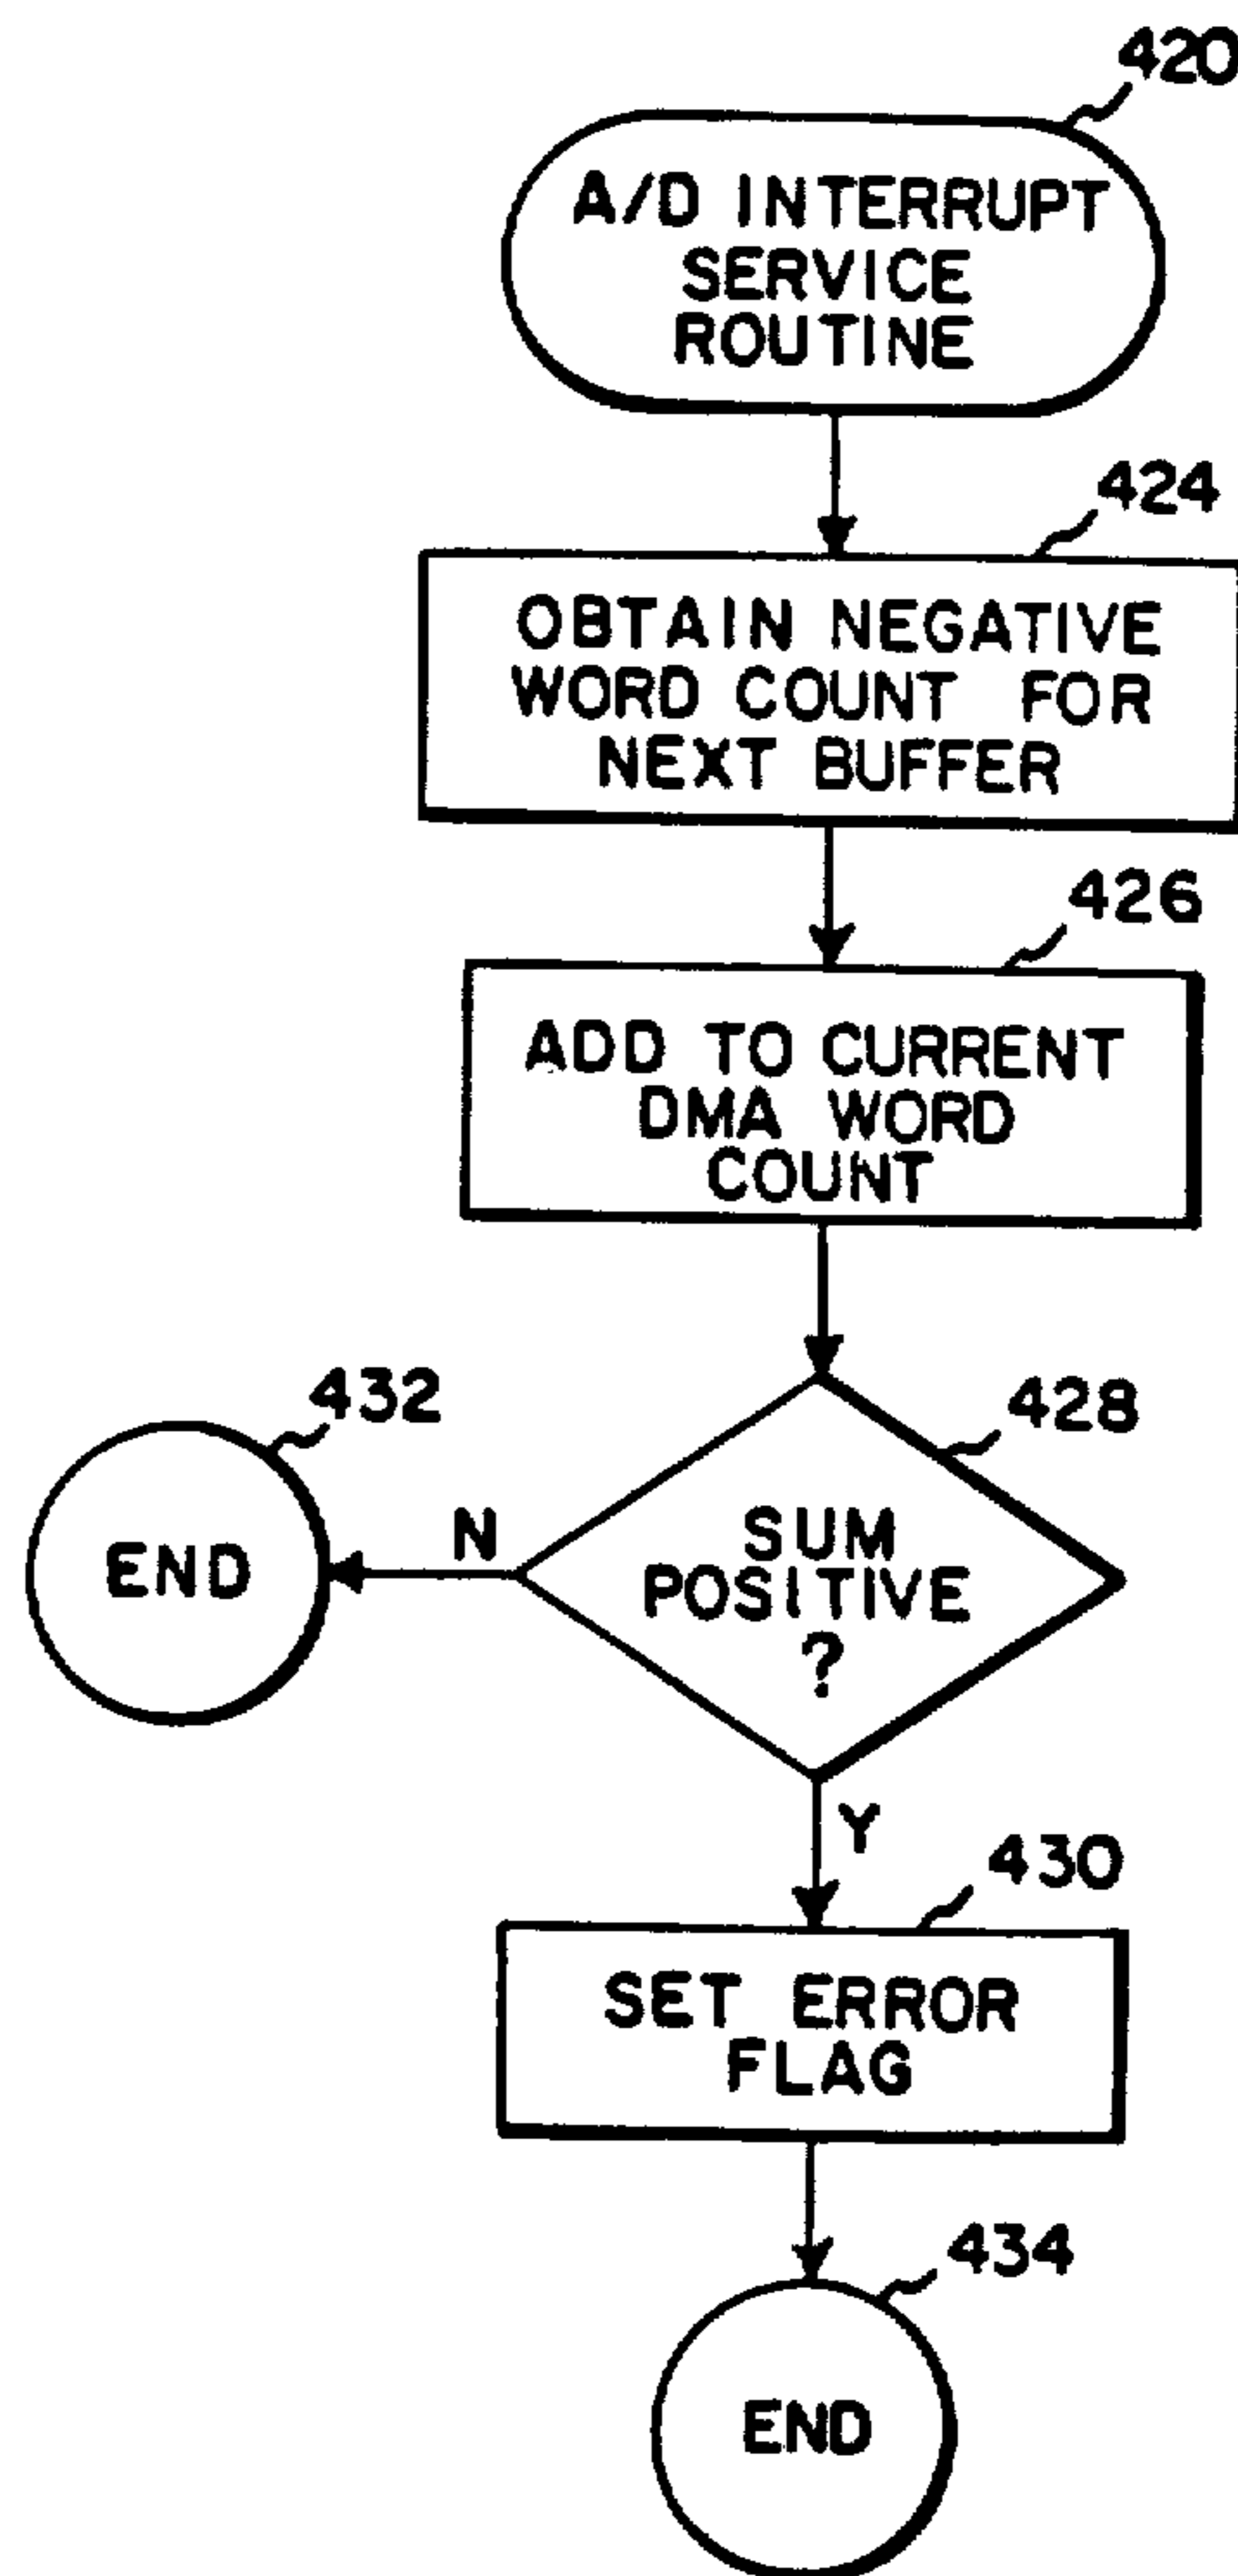 420
A/D INTERRUPT
SERVICE
ROUTINE
424
OBTAIN NEGATIVE
WORD COUNT FOR
NEXT BUFFER
426
ADD TO CURRENT
DMA WORD
COUNT
432
428
END
N
SUM
POSITIVE
?
Y
430
SET ERROR
FLAG
434
END